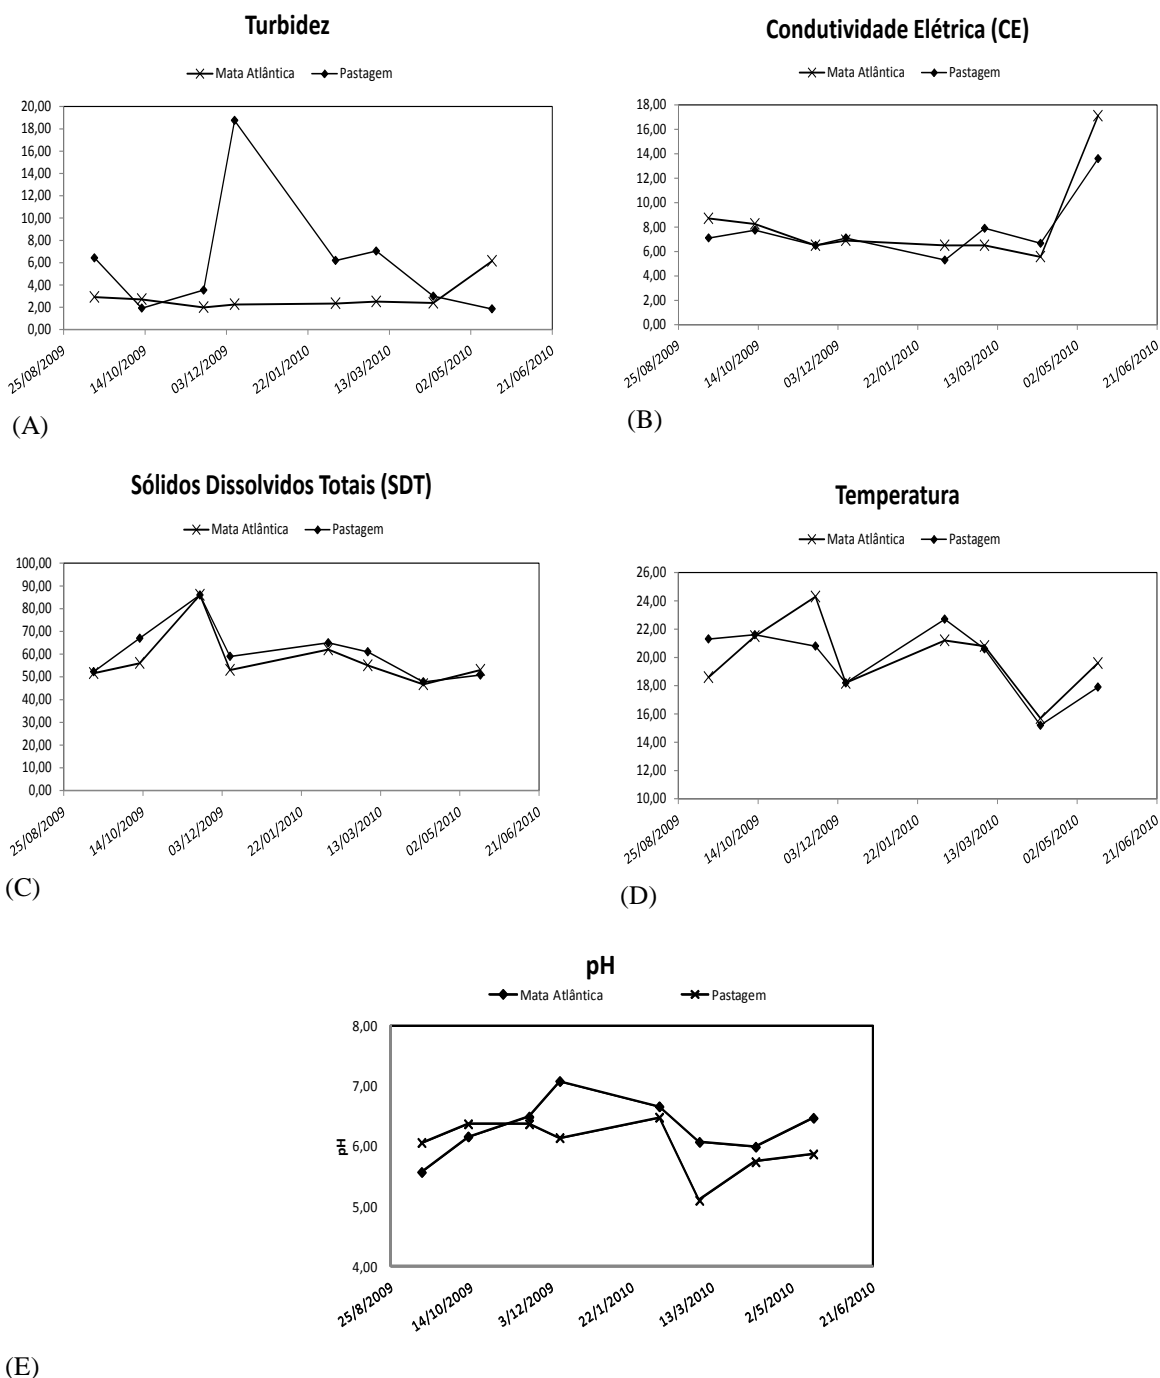 Turbidez
Mata Atlântica Pastagem
20,00
18,00
16,00
14,00
12,00
10,00
8,00
6,00
4,00
2,00
0,00
25/08/2009 14/10/2009 03/12/2009 22/01/2010 13/03/2010 02/05/2010 21/06/2010
(A)
Condutividade Elétrica (CE)
Mata Atlântica Pastagem
18,00
16,00
14,00
12,00
10,00
8,00
6,00
4,00
2,00
0,00
25/08/2009 14/10/2009 03/12/2009 22/01/2010 13/03/2010 02/05/2010 21/06/2010
(B)
Sólidos Dissolvidos Totais (SDT)
Mata Atlântica Pastagem
100,00
90,00
80,00
70,00
60,00
50,00
40,00
30,00
20,00
10,00
0,00
25/08/2009 14/10/2009 03/12/2009 22/01/2010 13/03/2010 02/05/2010 21/06/2010
(C)
Temperatura
Mata Atlântica Pastagem
26,00
24,00
22,00
20,00
18,00
16,00
14,00
12,00
10,00
25/08/2009 14/10/2009 03/12/2009 22/01/2010 13/03/2010 02/05/2010 21/06/2010
(D)
pH
Mata Atlântica Pastagem
8,00
7,00
6,00
5,00
4,00
pH
25/8/2009 14/10/2009 3/12/2009 22/1/2010 13/3/2010 2/5/2010 21/6/2010
(E)